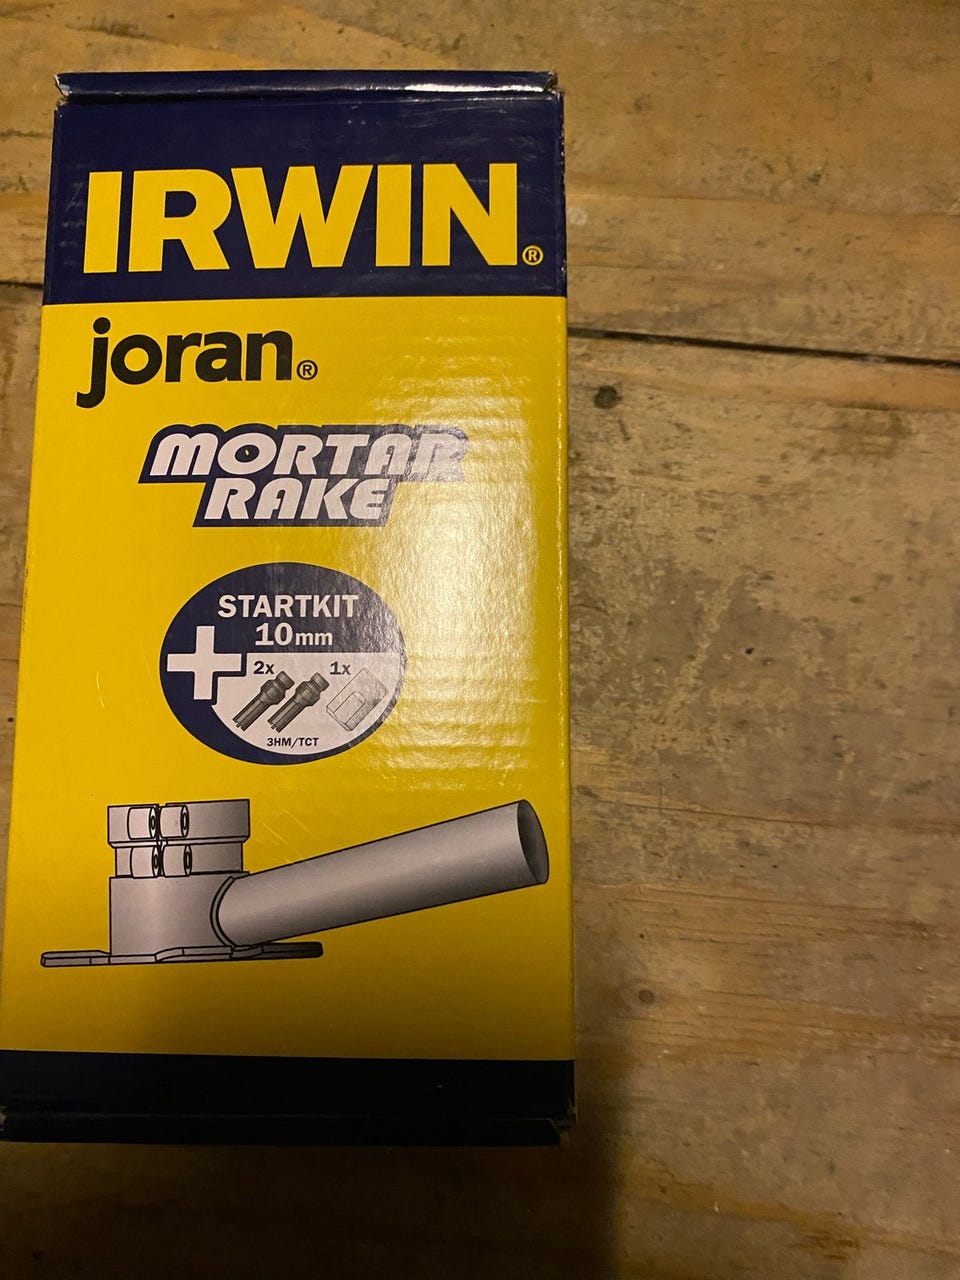 IRWIN®
joran®
MORTAR
RAKE
STARTKIT
10mm
2x 1x
3HM/TCT